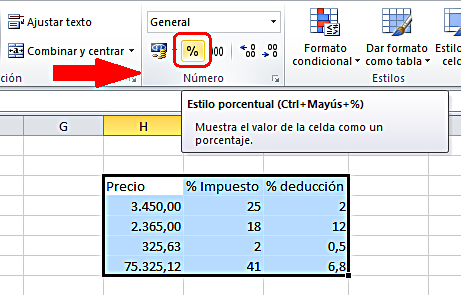 Ajustar texto
General
Combinar y centrar
% 000
,00 ,0
Formato condicional
Dar formato como tabla
Estilo
celd
ción
Número
Estilos
Estilo porcentual (Ctrl+Mayús+%)
Muestra el valor de la celda como un
porcentaje.
G H
Precio % Impuesto % deducción
3.450,00 25 2
2.365,00 18 12
325,63 2 0,5
75.325,12 41 6,8